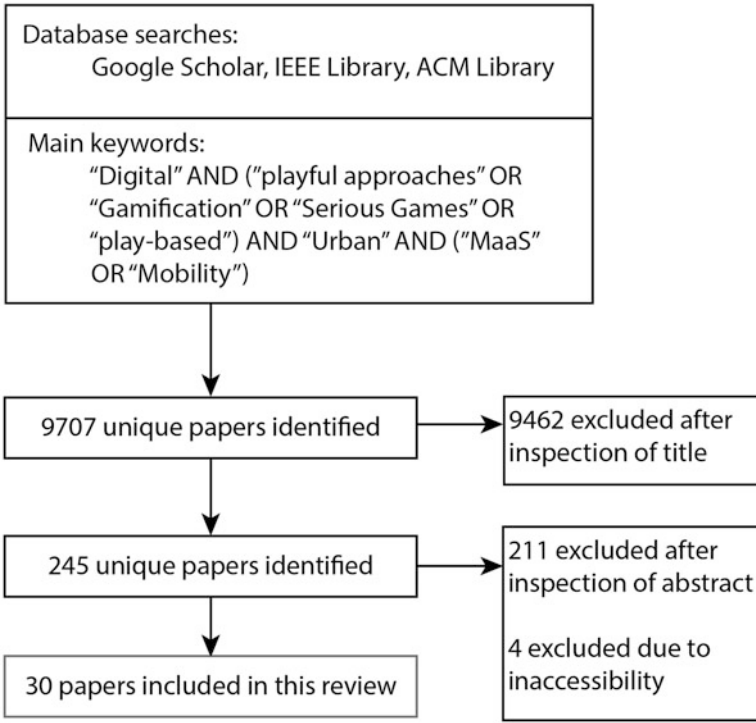 Database searches:
Google Scholar, IEEE Library, ACM Library
Main keywords:
“Digital” AND (”playful approaches” OR
“Gamification” OR “Serious Games” OR
“play-based”) AND “Urban” AND (”MaaS”
OR “Mobility”)
9707 unique papers identified
9462 excluded after
inspection of title
245 unique papers identified
211 excluded after
inspection of abstract
4 excluded due to
inaccessibility
30 papers included in this review